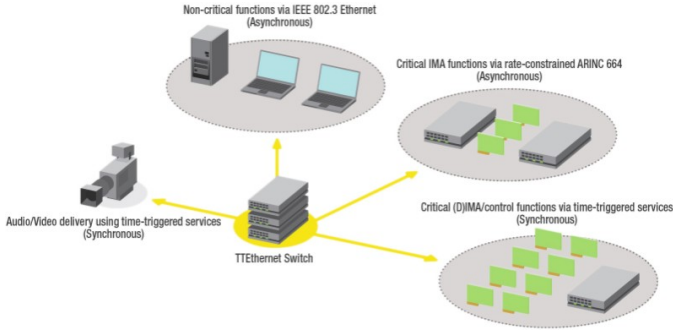 Non-critical functions via IEEE 802.3 Ethernet
(Asynchronous)
Critical IMA functions via rate-constrained ARINC 664
(Asynchronous)
Audio/Video delivery using time-triggered services
(Synchronous)
TTEthernet Switch
Critical (D)IMA/control functions via time-triggered services
(Synchronous)